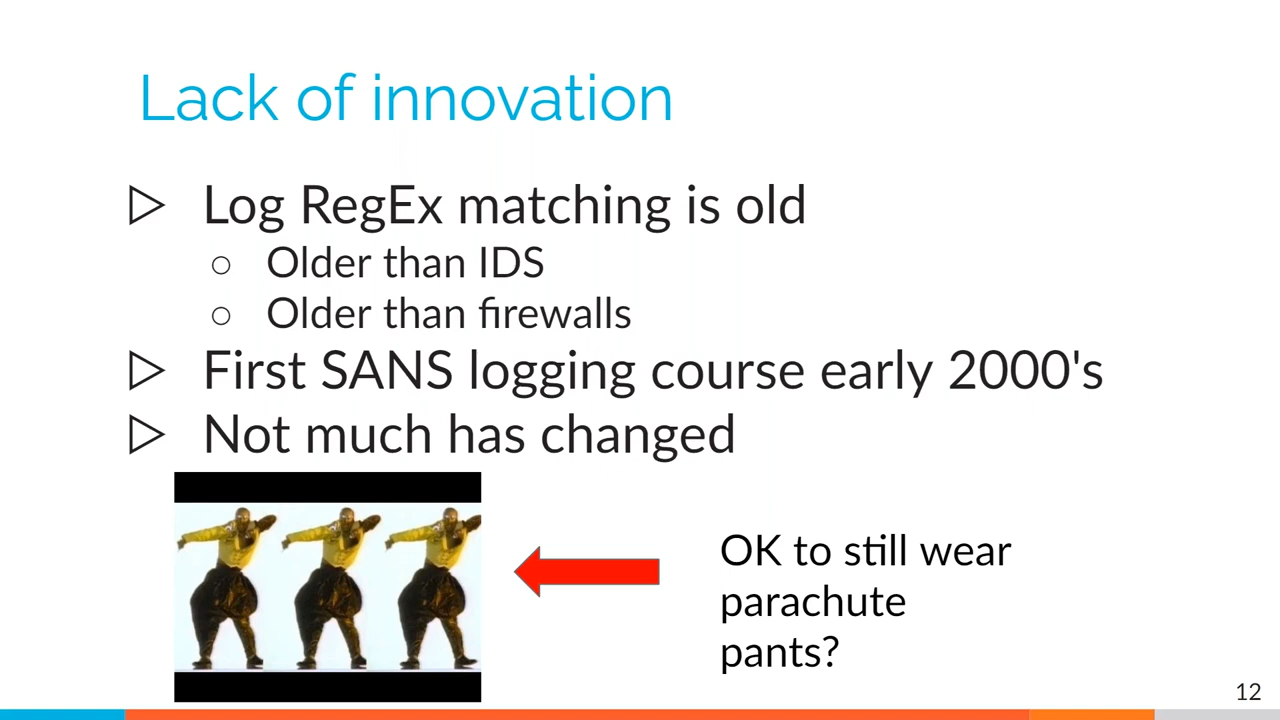 Lack of innovation
▷ Log RegEx matching is old
○ Older than IDS
○ Older than firewalls
▷ First SANS logging course early 2000's
▷ Not much has changed
OK to still wear
parachute
pants?
12